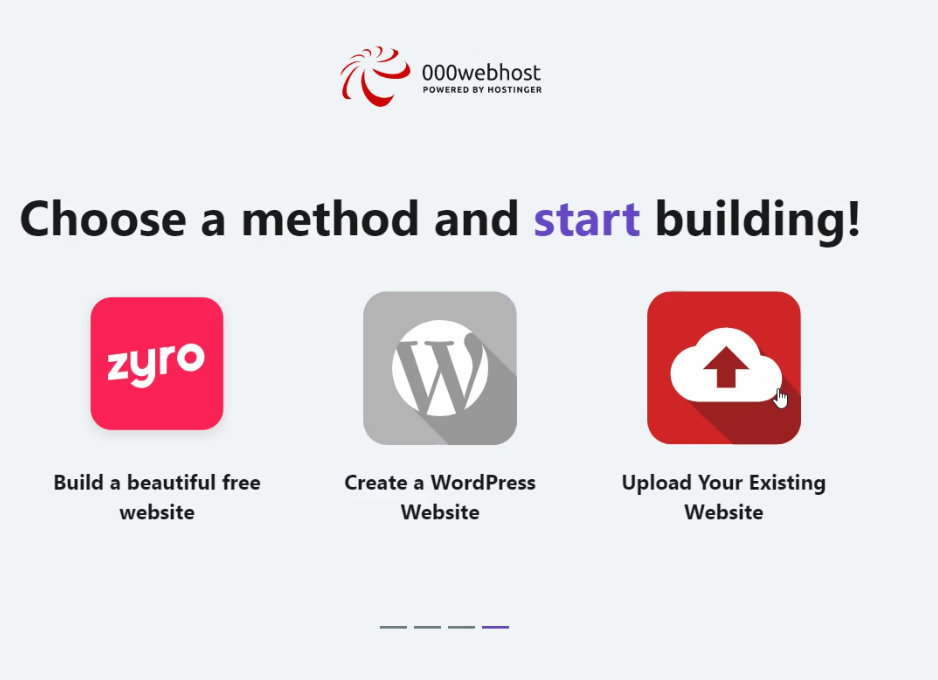 000webhost
POWERED BY HOSTINGER
Choose a method and start building!
zyro
W
Build a beautiful free
website
Create a WordPress
Website
Upload Your Existing
Website